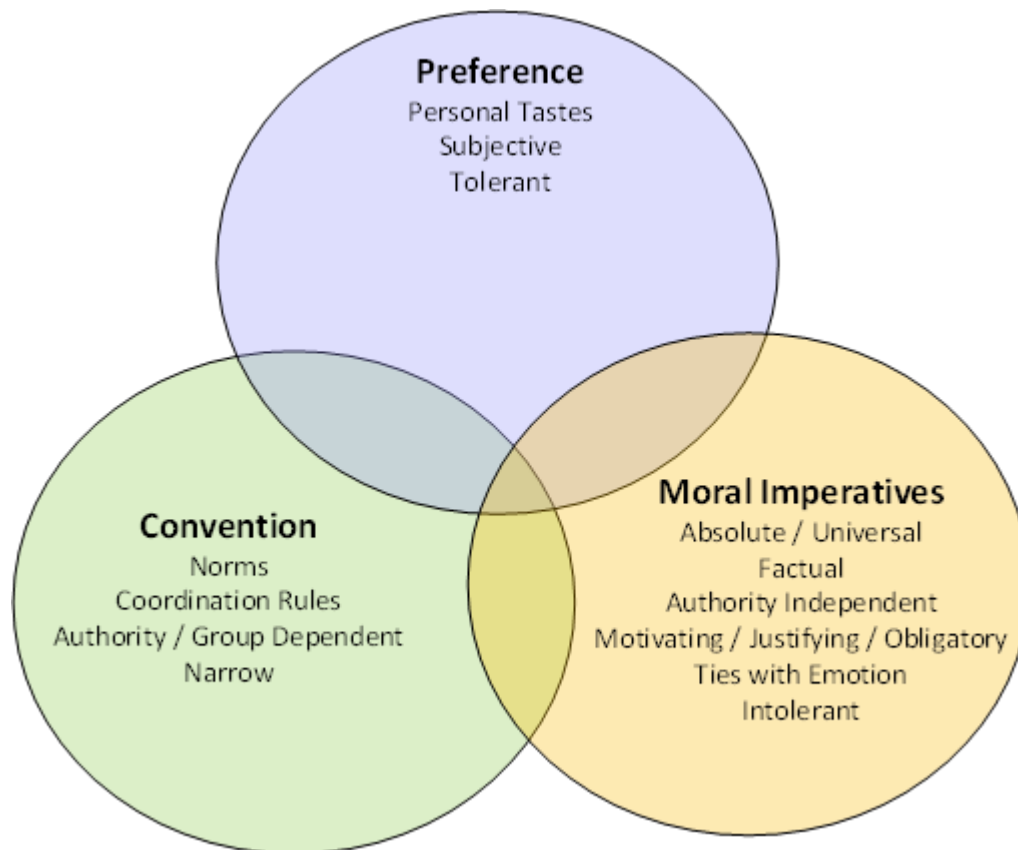 Preference
Personal Tastes
Subjective
Tolerant
Convention
Norms
Coordination Rules
Authority / Group Dependent
Narrow
Moral Imperatives
Absolute / Universal
Factual
Authority Independent
Motivating / Justifying / Obligatory
Ties with Emotion
Intolerant